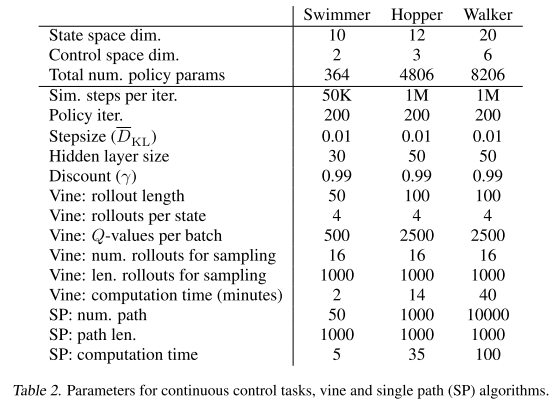 Swimmer Hopper Walker
State space dim. 10 12 20
Control space dim. 2 3 6
Total num. policy params 364 4806 8206
Sim. steps per iter. 50K 1M 1M
Policy iter. 200 200 200
Stepsize (D̅_KL) 0.01 0.01 0.01
Hidden layer size 30 50 50
Discount (γ) 0.99 0.99 0.99
Vine: rollout length 50 100 100
Vine: rollouts per state 4 4 4
Vine: Q-values per batch 500 2500 2500
Vine: num. rollouts for sampling 16 16 16
Vine: len. rollouts for sampling 1000 1000 1000
Vine: computation time (minutes) 2 14 40
SP: num. path 50 1000 10000
SP: path len. 1000 1000 1000
SP: computation time 5 35 100
Table 2. Parameters for continuous control tasks, vine and single path (SP) algorithms.